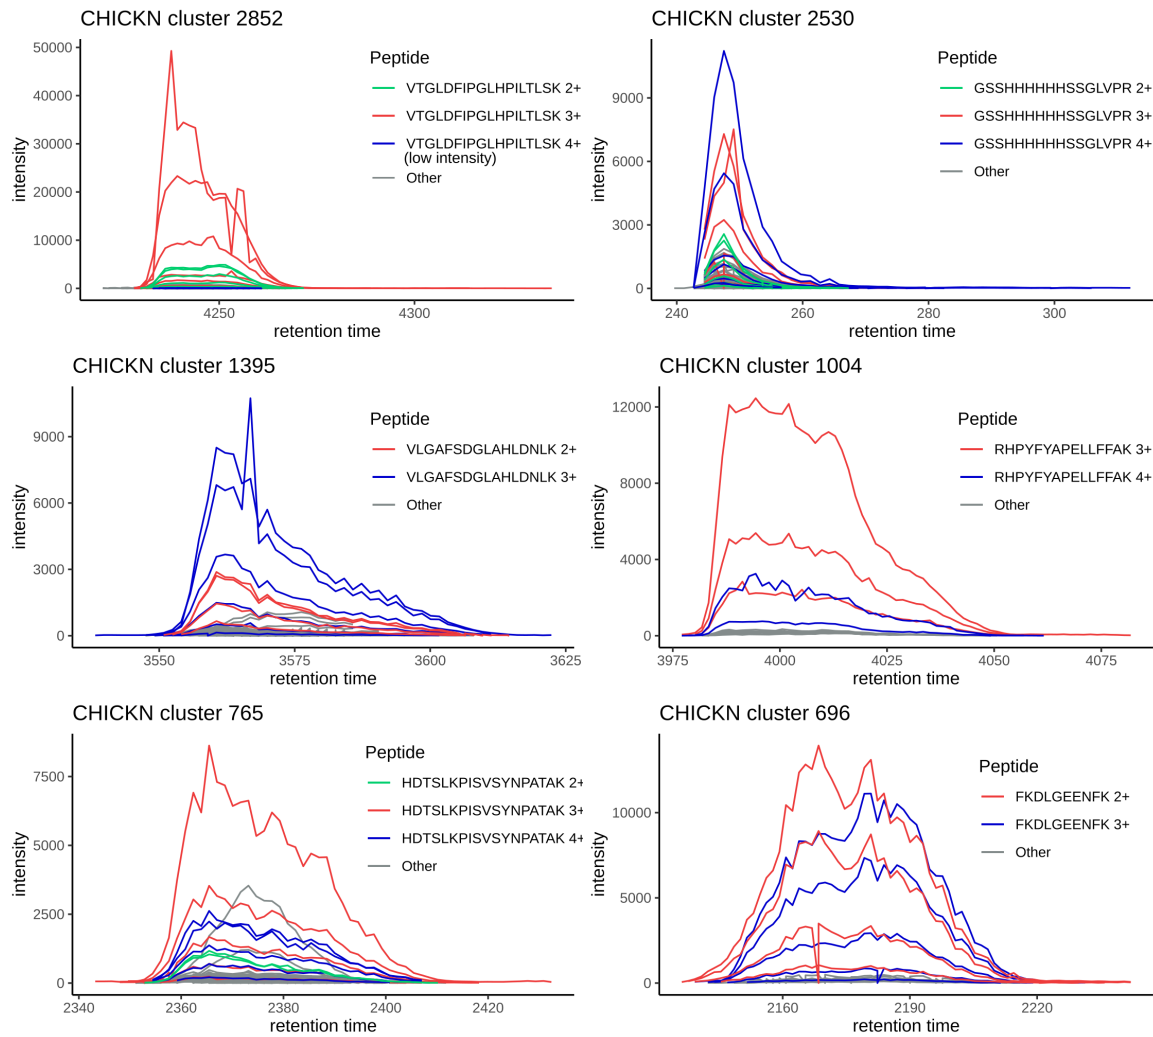 CHICKN cluster 2852
intensity
50000
40000
30000
20000
10000
0
4250
4300
retention time
Peptide
VTGLDFIPGLHPILTLSK 2+
VTGLDFIPGLHPILTLSK 3+
VTGLDFIPGLHPILTLSK 4+
(low intensity)
Other
CHICKN cluster 2530
intensity
9000
6000
3000
0
240
260
280
300
retention time
Peptide
GSSHHHHHHSSGLVPR 2+
GSSHHHHHHSSGLVPR 3+
GSSHHHHHHSSGLVPR 4+
Other
CHICKN cluster 1395
intensity
9000
6000
3000
0
3550
3575
3600
3625
retention time
Peptide
VLGAFSDGLAHLDNLK 2+
VLGAFSDGLAHLDNLK 3+
Other
CHICKN cluster 1004
intensity
12000
8000
4000
0
3975
4000
4025
4050
4075
retention time
Peptide
RHPYFYAPELLFFAK 3+
RHPYFYAPELLFFAK 4+
Other
CHICKN cluster 765
intensity
7500
5000
2500
0
2340
2360
2380
2400
2420
retention time
Peptide
HDTSLKPISVSYNPATAK 2+
HDTSLKPISVSYNPATAK 3+
HDTSLKPISVSYNPATAK 4+
Other
CHICKN cluster 696
intensity
10000
5000
0
2160
2190
2220
retention time
Peptide
FKDLGEENFK 2+
FKDLGEENFK 3+
Other